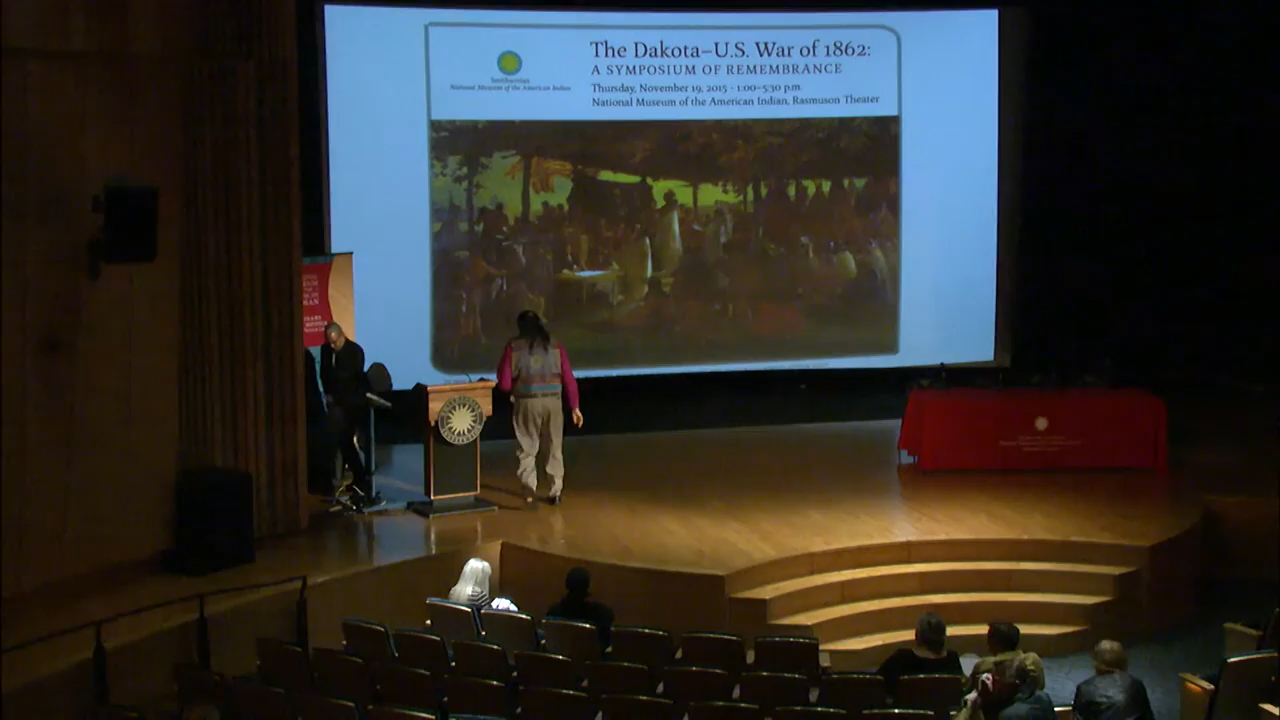 The Dakota–U.S. War of 1862:
A SYMPOSIUM OF REMEMBRANCE
Smithsonian
National Museum of the American Indian
Thursday, November 19, 2015 - 1:00–5:30 p.m.
National Museum of the American Indian, Rasmuson Theater